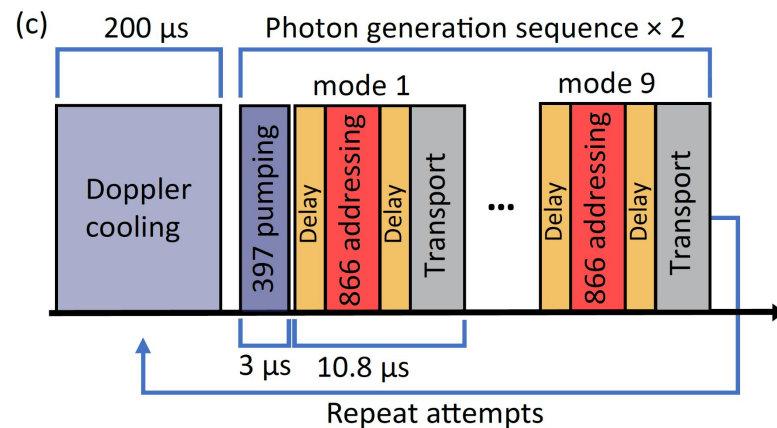 (c)
200 μs
Photon generation sequence × 2
mode 1
mode 9
Doppler
cooling
397 pumping
Delay
866 addressing
Delay
Transport
...
Delay
866 addressing
Delay
Transport
3 μs
10.8 μs
Repeat attempts